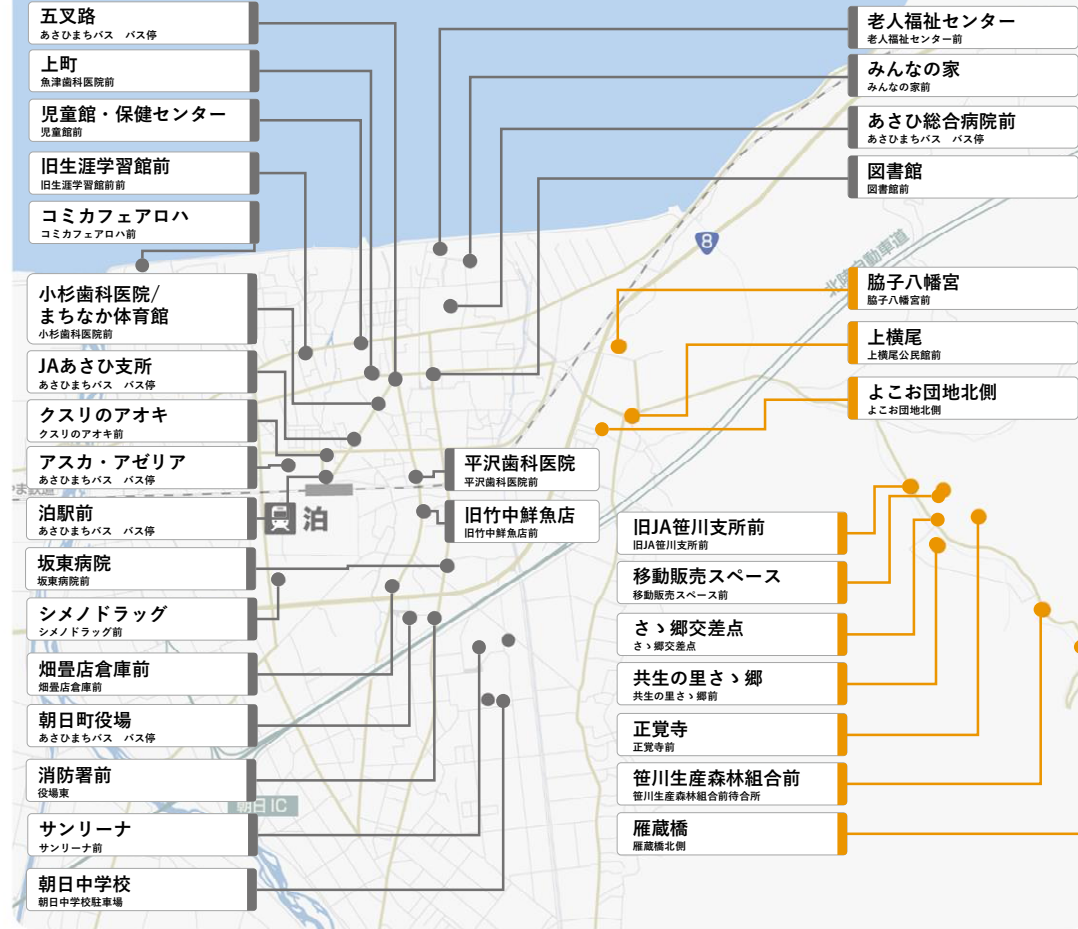 五叉路
あさひまちバス バス停
上町
魚津歯科医院前
児童館・保健センター
児童館前
旧生涯学習館前
旧生涯学習館前前
コミカフェアロハ
コミカフェアロハ前
小杉歯科医院/
まちなか体育館
小杉歯科医院前
JAあさひ支所
あさひまちバス バス停
クスリのアオキ
クスリのアオキ前
アスカ・アゼリア
あさひまちバス バス停
泊駅前
あさひまちバス バス停
坂東病院
坂東病院前
シメノドラッグ
シメノドラッグ前
畑畳店倉庫前
畑畳店倉庫前
朝日町役場
あさひまちバス バス停
消防署前
役場東
サンリーナ
サンリーナ前
朝日中学校
朝日中学校駐車場
平沢歯科医院
平沢歯科医院前
旧竹中鮮魚店
旧竹中鮮魚店前
泊
朝日IC
老人福祉センター
老人福祉センター前
みんなの家
みんなの家前
あさひ総合病院前
あさひまちバス バス停
図書館
図書館前
8
北陸自動車道
脇子八幡宮
脇子八幡宮前
上横尾
上横尾公民館前
よこお団地北側
よこお団地北側
旧JA笹川支所前
旧JA笹川支所前
移動販売スペース
移動販売スペース前
さゝ郷交差点
さゝ郷交差点
共生の里さゝ郷
共生の里さゝ郷前
正覚寺
正覚寺前
笹川生産森林組合前
笹川生産森林組合前待合所
雁蔵橋
雁蔵橋北側